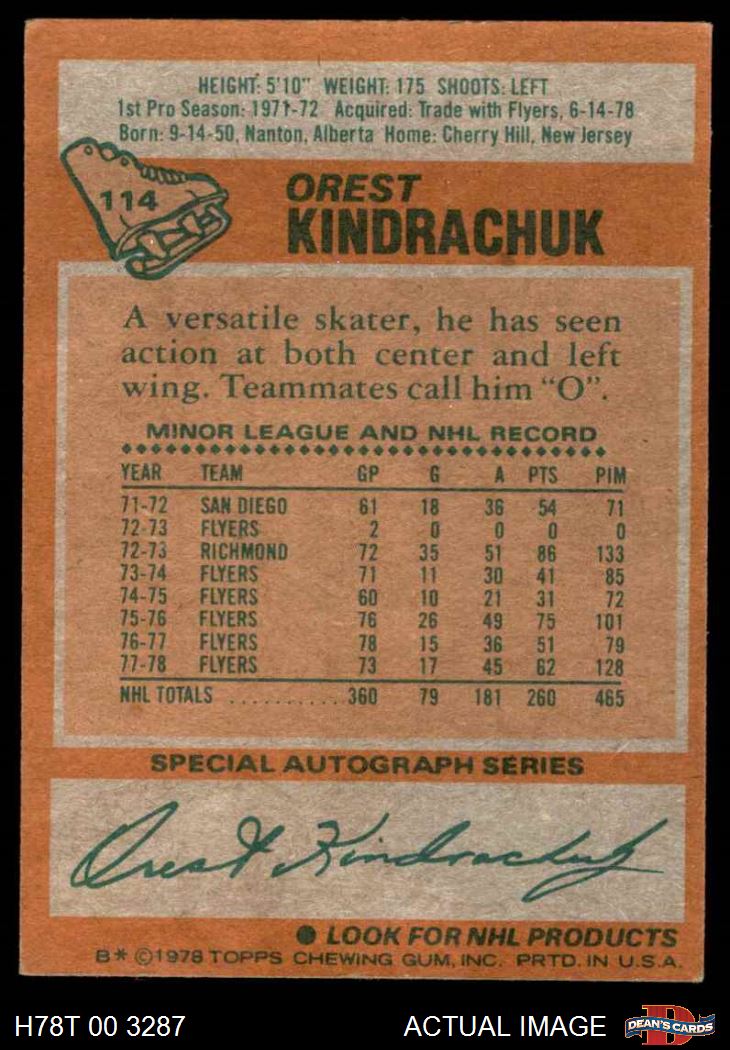 HEIGHT: 5'10" WEIGHT: 175 SHOOTS: LEFT
1st Pro Season: 1971-72 Acquired: Trade with Flyers, 6-14-78
Born: 9-14-50, Nanton, Alberta Home: Cherry Hill, New Jersey
114
OREST
KINDRACHUK
A versatile skater, he has seen
action at both center and left
wing. Teammates call him "O".
MINOR LEAGUE AND NHL RECORD
YEAR TEAM GP G A PTS PIM
71-72 SAN DIEGO 61 18 36 54 71
72-73 FLYERS 2 0 0 0 0
72-73 RICHMOND 72 35 51 86 133
73-74 FLYERS 71 11 30 41 85
74-75 FLYERS 60 10 21 31 72
75-76 FLYERS 76 26 49 75 101
76-77 FLYERS 78 15 36 51 79
77-78 FLYERS 73 17 45 62 128
NHL TOTALS .......... 360 79 181 260 465
SPECIAL AUTOGRAPH SERIES
Orest Kindrachuk
● LOOK FOR NHL PRODUCTS
B* ©1978 TOPPS CHEWING GUM, INC. PRTD. IN U.S.A.
H78T 00 3287 ACTUAL IMAGE
D
DEAN'S CARDS